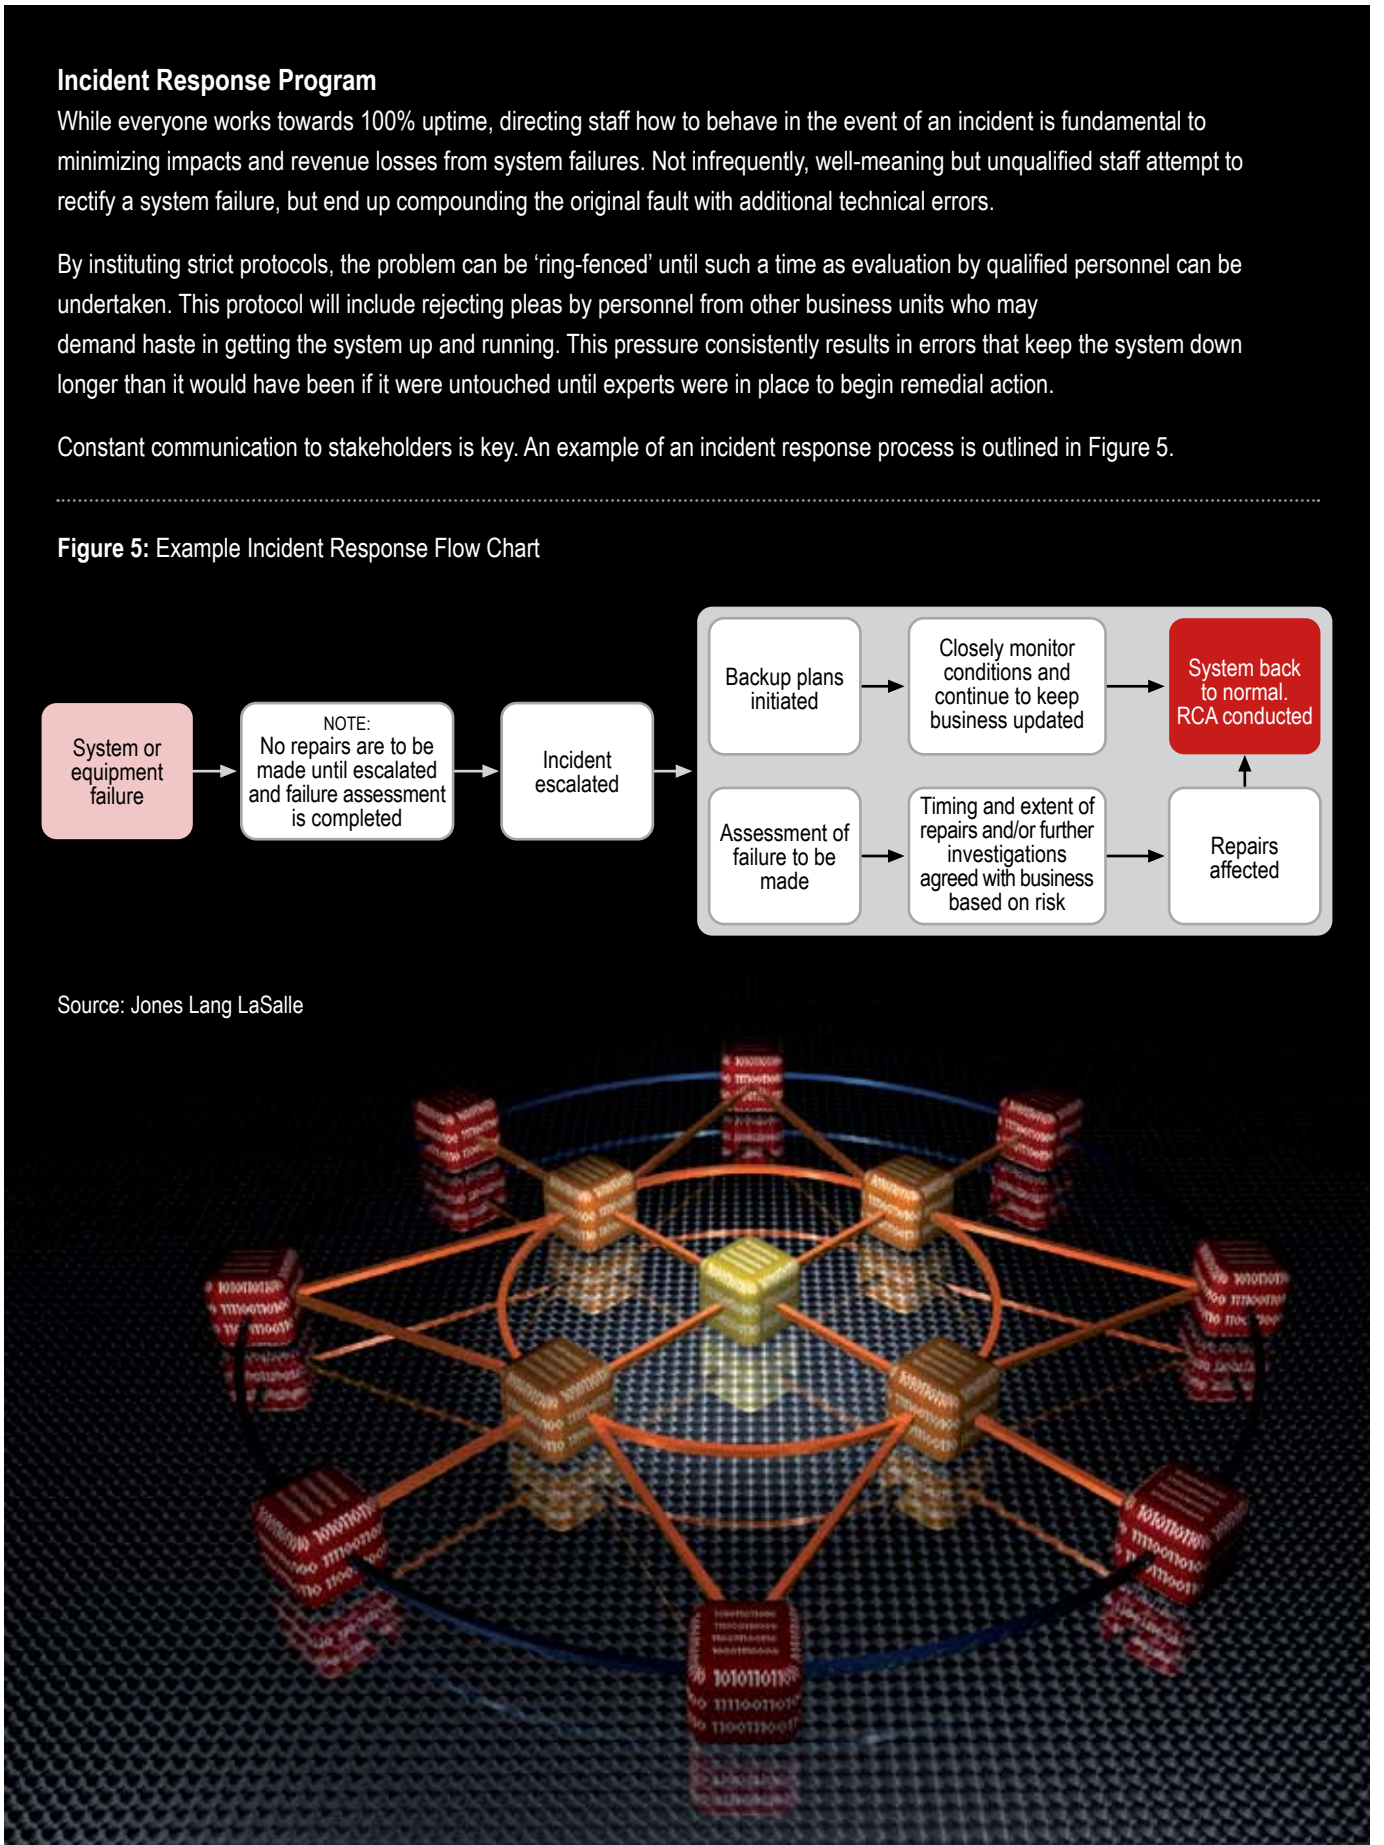 Incident Response Program
While everyone works towards 100% uptime, directing staff how to behave in the event of an incident is fundamental to
minimizing impacts and revenue losses from system failures. Not infrequently, well-meaning but unqualified staff attempt to
rectify a system failure, but end up compounding the original fault with additional technical errors.
By instituting strict protocols, the problem can be ‘ring-fenced’ until such a time as evaluation by qualified personnel can be
undertaken. This protocol will include rejecting pleas by personnel from other business units who may
demand haste in getting the system up and running. This pressure consistently results in errors that keep the system down
longer than it would have been if it were untouched until experts were in place to begin remedial action.
Constant communication to stakeholders is key. An example of an incident response process is outlined in Figure 5.
Figure 5: Example Incident Response Flow Chart
System or
equipment
failure
NOTE:
No repairs are to be
made until escalated
and failure assessment
is completed
Incident
escalated
Backup plans
initiated
Closely monitor
conditions and
continue to keep
business updated
System back
to normal.
RCA conducted
Assessment of
failure to be
made
Timing and extent of
repairs and/or further
investigations
agreed with business
based on risk
Repairs
affected
Source: Jones Lang LaSalle